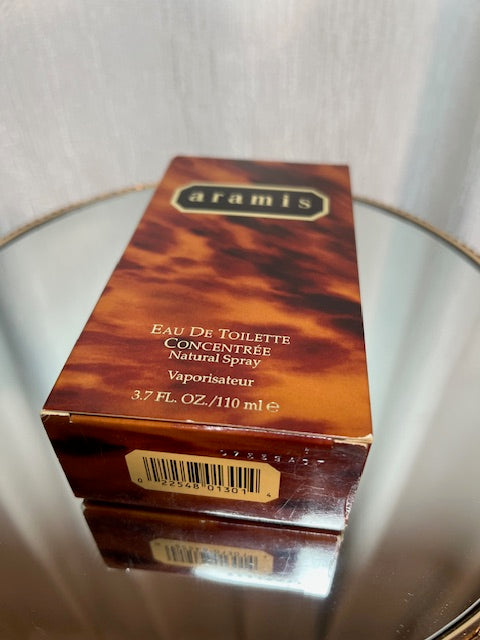 aramis
EAU DE TOILETTE
CONCENTRÉE
Natural Spray
Vaporisateur
3.7 FL. OZ./110 ml ℮
0 22548 01301 4